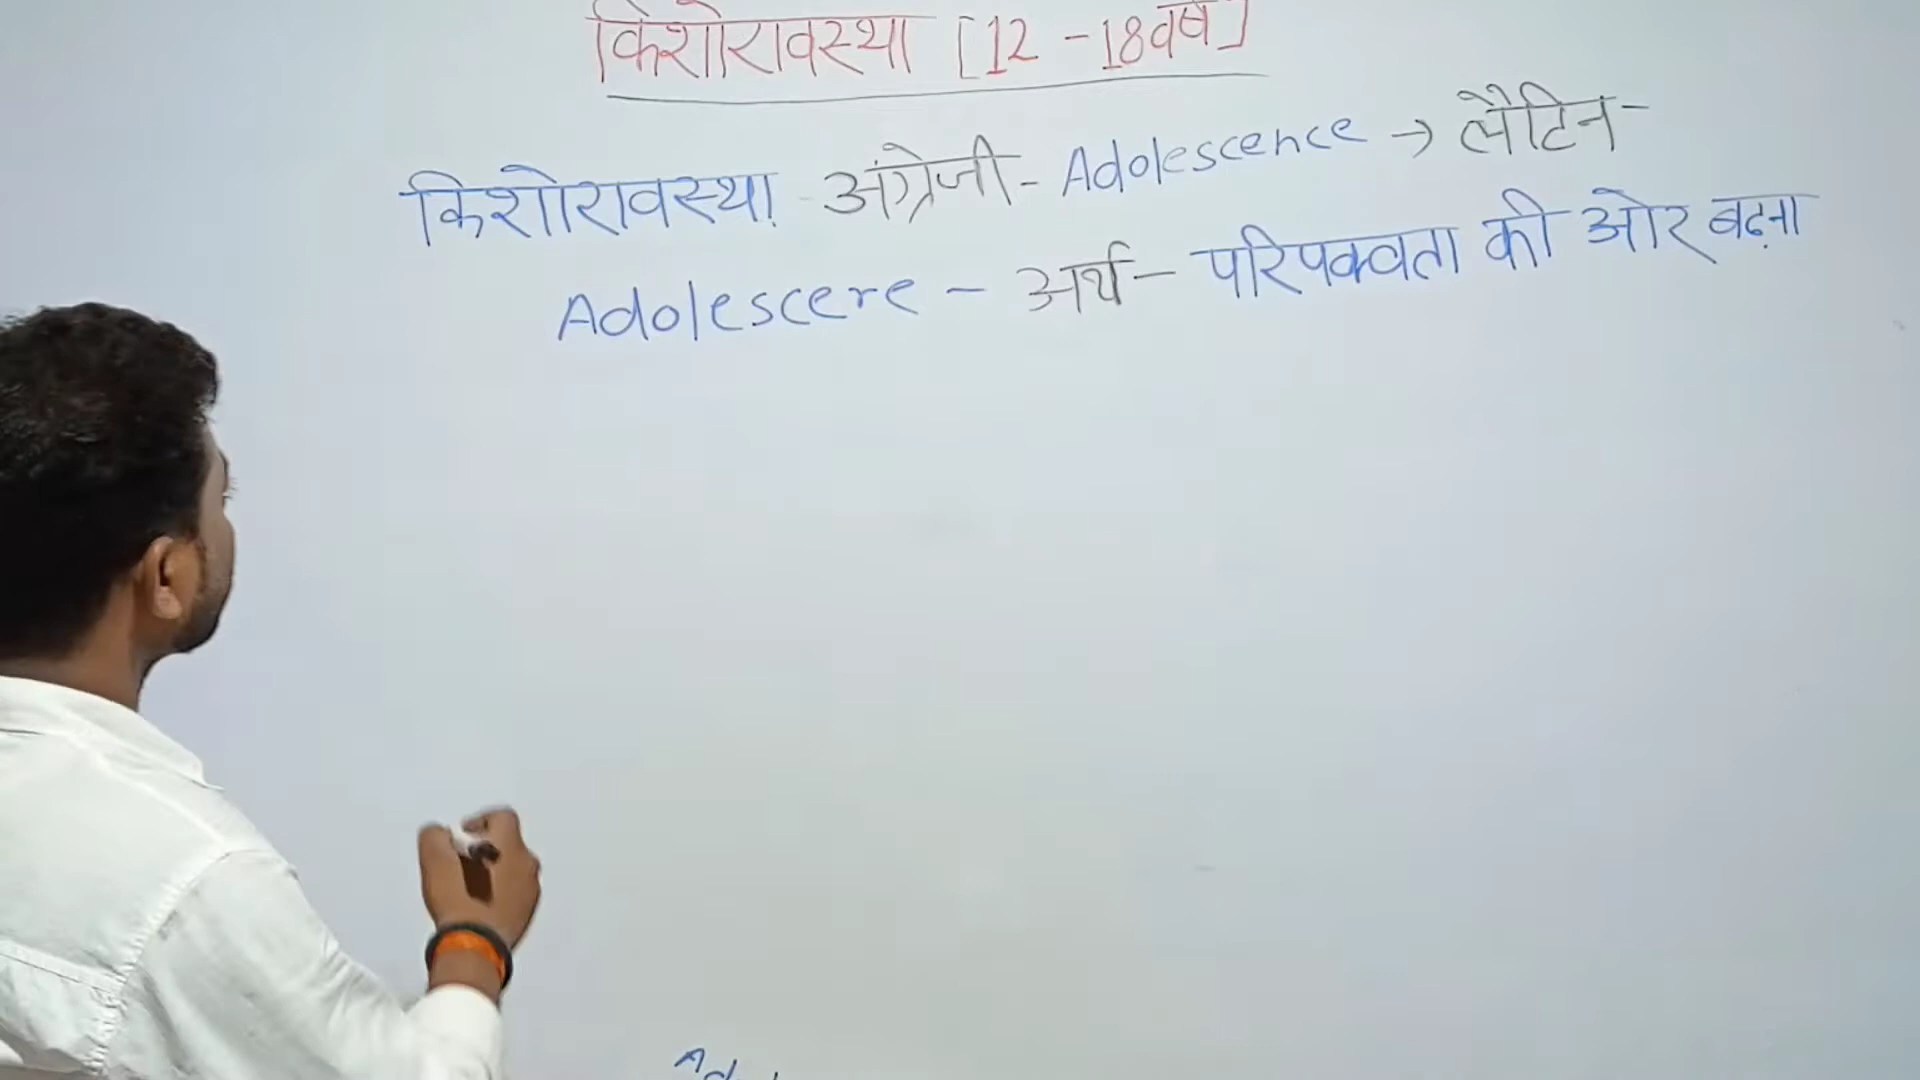 किशोरावस्था [12 - 18वर्ष]
किशोरावस्था - अंग्रेजी - Adolescence → लैटिन -
Adolescere - अर्थ - परिपक्वता की ओर बढ़ना